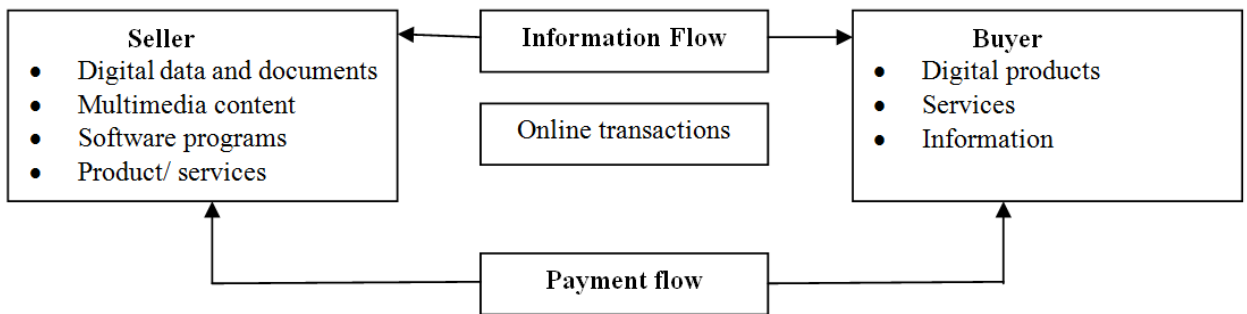 Seller
• Digital data and documents
• Multimedia content
• Software programs
• Product/ services
Information Flow
Online transactions
Buyer
• Digital products
• Services
• Information
Payment flow